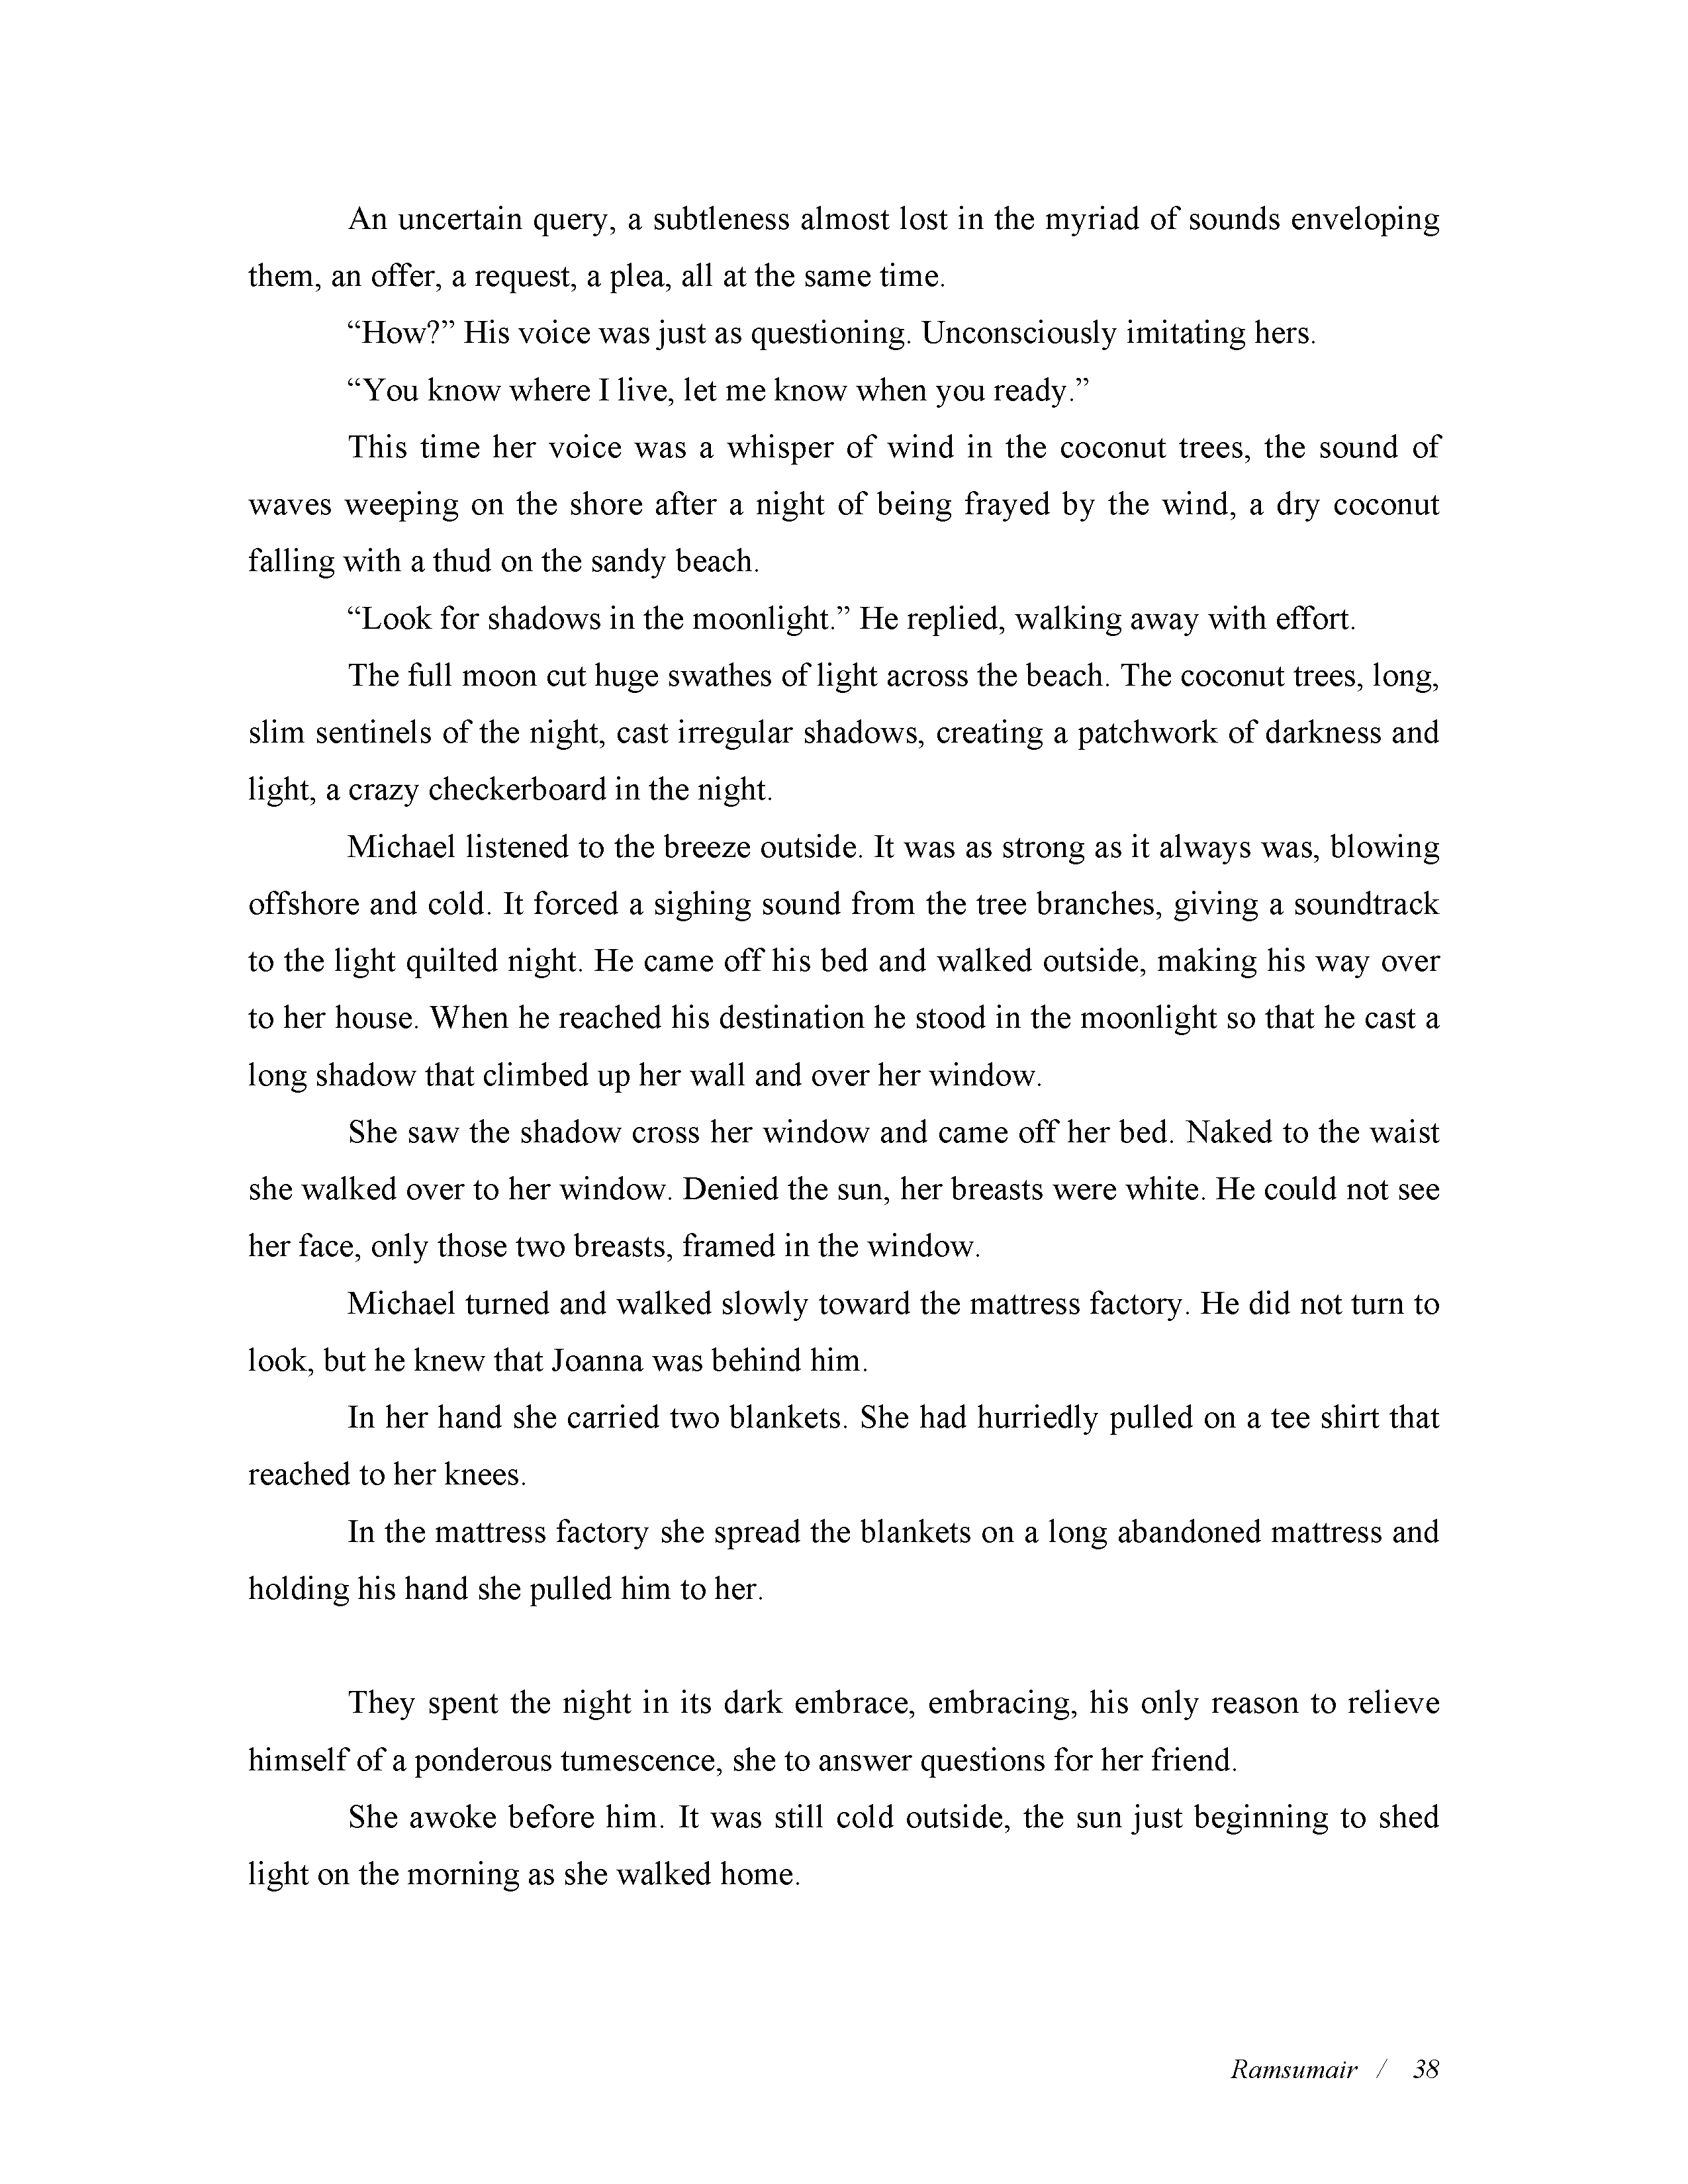 An uncertain query, a subtleness almost lost in the myriad of sounds enveloping
them, an offer, a request, a plea, all at the same time.
“How?” His voice was just as questioning. Unconsciously imitating hers.
“You know where I live, let me know when you ready.”
This time her voice was a whisper of wind in the coconut trees, the sound of
waves weeping on the shore after a night of being frayed by the wind, a dry coconut
falling with a thud on the sandy beach.
“Look for shadows in the moonlight.” He replied, walking away with effort.
The full moon cut huge swathes of light across the beach. The coconut trees, long,
slim sentinels of the night, cast irregular shadows, creating a patchwork of darkness and
light, a crazy checkerboard in the night.
Michael listened to the breeze outside. It was as strong as it always was, blowing
offshore and cold. It forced a sighing sound from the tree branches, giving a soundtrack
to the light quilted night. He came off his bed and walked outside, making his way over
to her house. When he reached his destination he stood in the moonlight so that he cast a
long shadow that climbed up her wall and over her window.
She saw the shadow cross her window and came off her bed. Naked to the waist
she walked over to her window. Denied the sun, her breasts were white. He could not see
her face, only those two breasts, framed in the window.
Michael turned and walked slowly toward the mattress factory. He did not turn to
look, but he knew that Joanna was behind him.
In her hand she carried two blankets. She had hurriedly pulled on a tee shirt that
reached to her knees.
In the mattress factory she spread the blankets on a long abandoned mattress and
holding his hand she pulled him to her.
They spent the night in its dark embrace, embracing, his only reason to relieve
himself of a ponderous tumescence, she to answer questions for her friend.
She awoke before him. It was still cold outside, the sun just beginning to shed
light on the morning as she walked home.
Ramsumair / 38